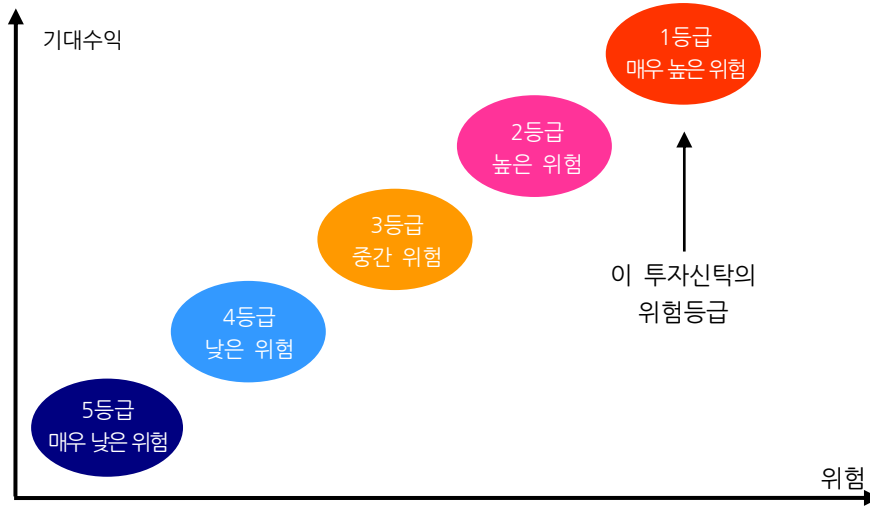 기대수익
1등급
매우 높은 위험
2등급
높은 위험
3등급
중간 위험
이 투자신탁의
위험등급
4등급
낮은 위험
5등급
매우 낮은 위험
위험